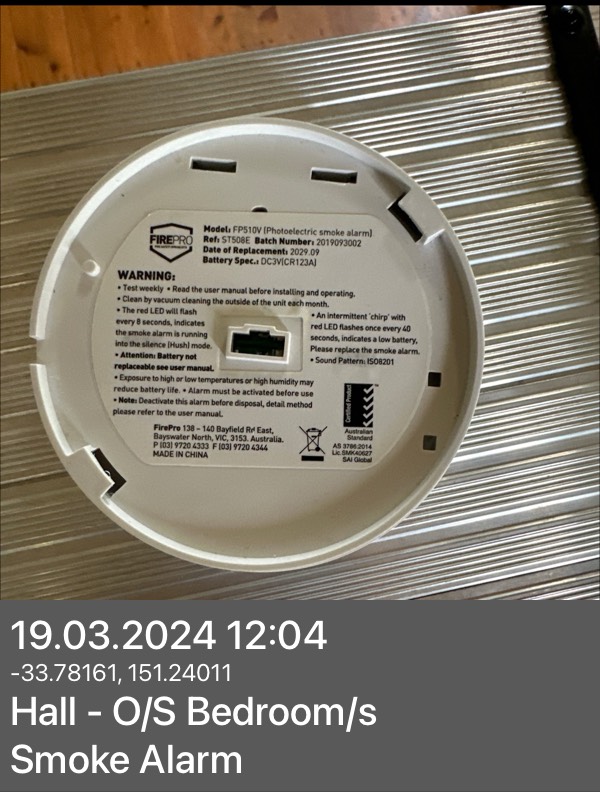 FIREPRO
Model: FP510V (Photoelectric smoke alarm)
Ref: ST508E Batch Number: 2019093002
Date of Replacement: 2029.09
Battery Spec.: DC3V(CR123A)
WARNING:
• Test weekly • Read the user manual before installing and operating.
• Clean by vacuum cleaning the outside of the unit each month.
• The red LED will flash
every 8 seconds, indicates
the smoke alarm is running
into the silence (Hush) mode.
• Attention: Battery not
replaceable see user manual.
• An intermittent 'chirp' with
red LED flashes once every 40
seconds, indicates a low battery,
Please replace the smoke alarm.
• Sound Pattern: ISO8201
• Exposure to high or low temperatures or high humidity may
reduce battery life. • Alarm must be activated before use
• Note: Deactivate this alarm before disposal, detail method
please refer to the user manual.
FirePro 138 - 140 Bayfield Rd East,
Bayswater North, VIC, 3153. Australia.
P (03) 9720 4333 F (03) 9720 4344
MADE IN CHINA
Certified Product
Australian
Standard
AS 3786:2014
Lic.SMK40627
SAI Global
19.03.2024 12:04
-33.78161, 151.24011
Hall - O/S Bedroom/s
Smoke Alarm